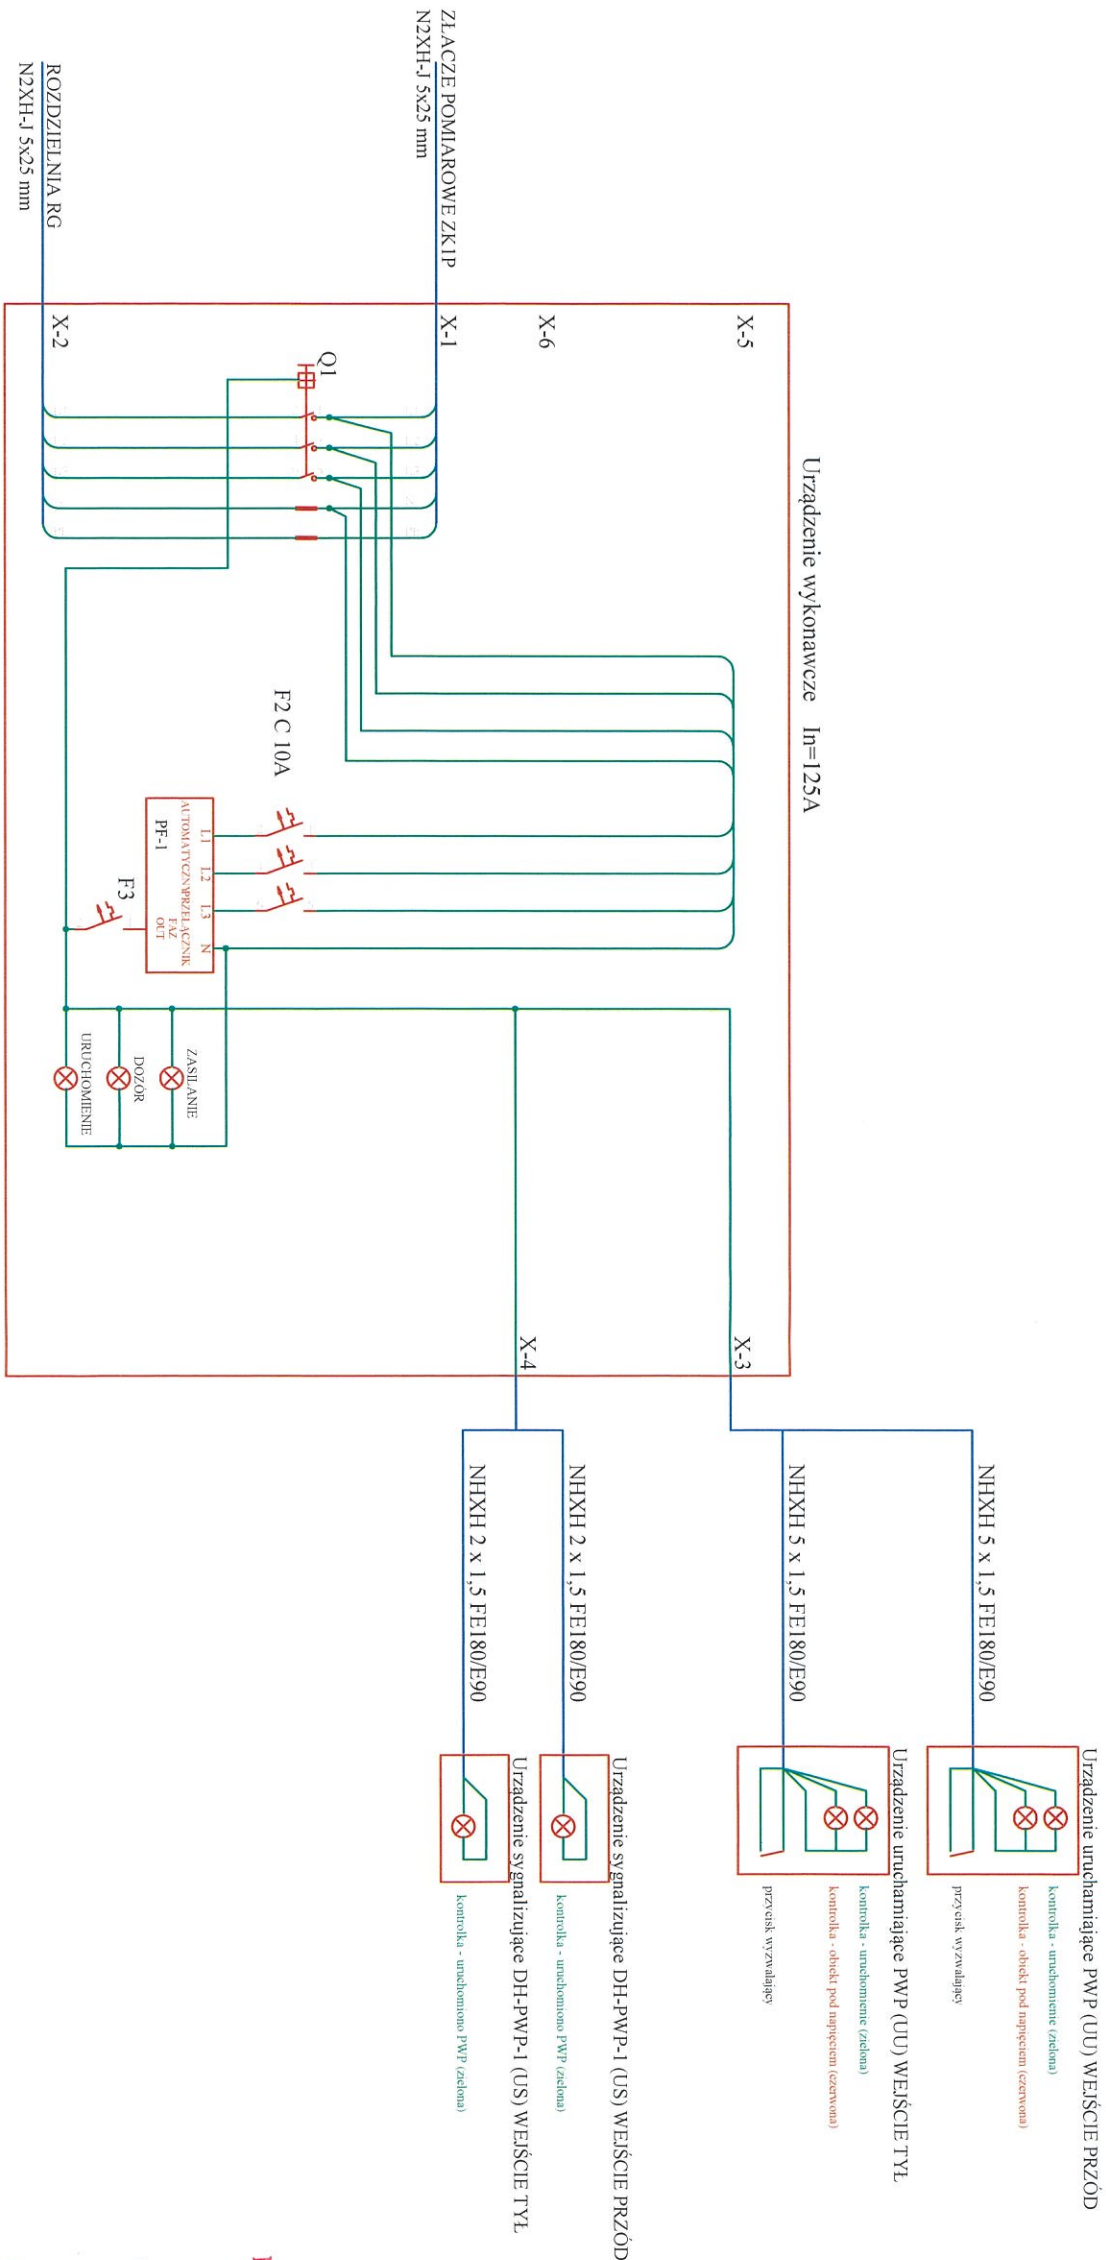 Urządzenie uruchamiające PWP (UU) WEJŚCIE PRZÓD
kontrolka - uruchomienie (zielona)
kontrolka - obiekt pod napięciem (czerwona)
NHXH 5 x 1,5 FE180/E90
przycisk wyzwalający
Urządzenie uruchamiające PWP (UU) WEJŚCIE TYŁ
kontrolka - uruchomienie (zielona)
kontrolka - obiekt pod napięciem (czerwona)
NHXH 5 x 1,5 FE180/E90
przycisk wyzwalający
Urządzenie wykonawcze In=125A
X-5
X-3
Urządzenie sygnalizujące DH-PWP-1 (US) WEJŚCIE PRZÓD
NHXH 2 x 1,5 FE180/E90
kontrolka - uruchomiono PWP (zielona)
X-6
X-4
Urządzenie sygnalizujące DH-PWP-1 (US) WEJŚCIE TYŁ
NHXH 2 x 1,5 FE180/E90
kontrolka - uruchomiono PWP (zielona)
ZŁACZE POMIAROWE ZK1P
N2XH-J 5x25 mm
X-1
Q1
F2 C 10A
L1 L2 L3 N
AUTOMATYCZNY PRZEŁĄCZNIK
FAZ
PF-1
OUT
F3
ZASILANIE
DOZÓR
URUCHOMIENIE
ROZDZIELNIA RG
N2XH-J 5x25 mm
X-2